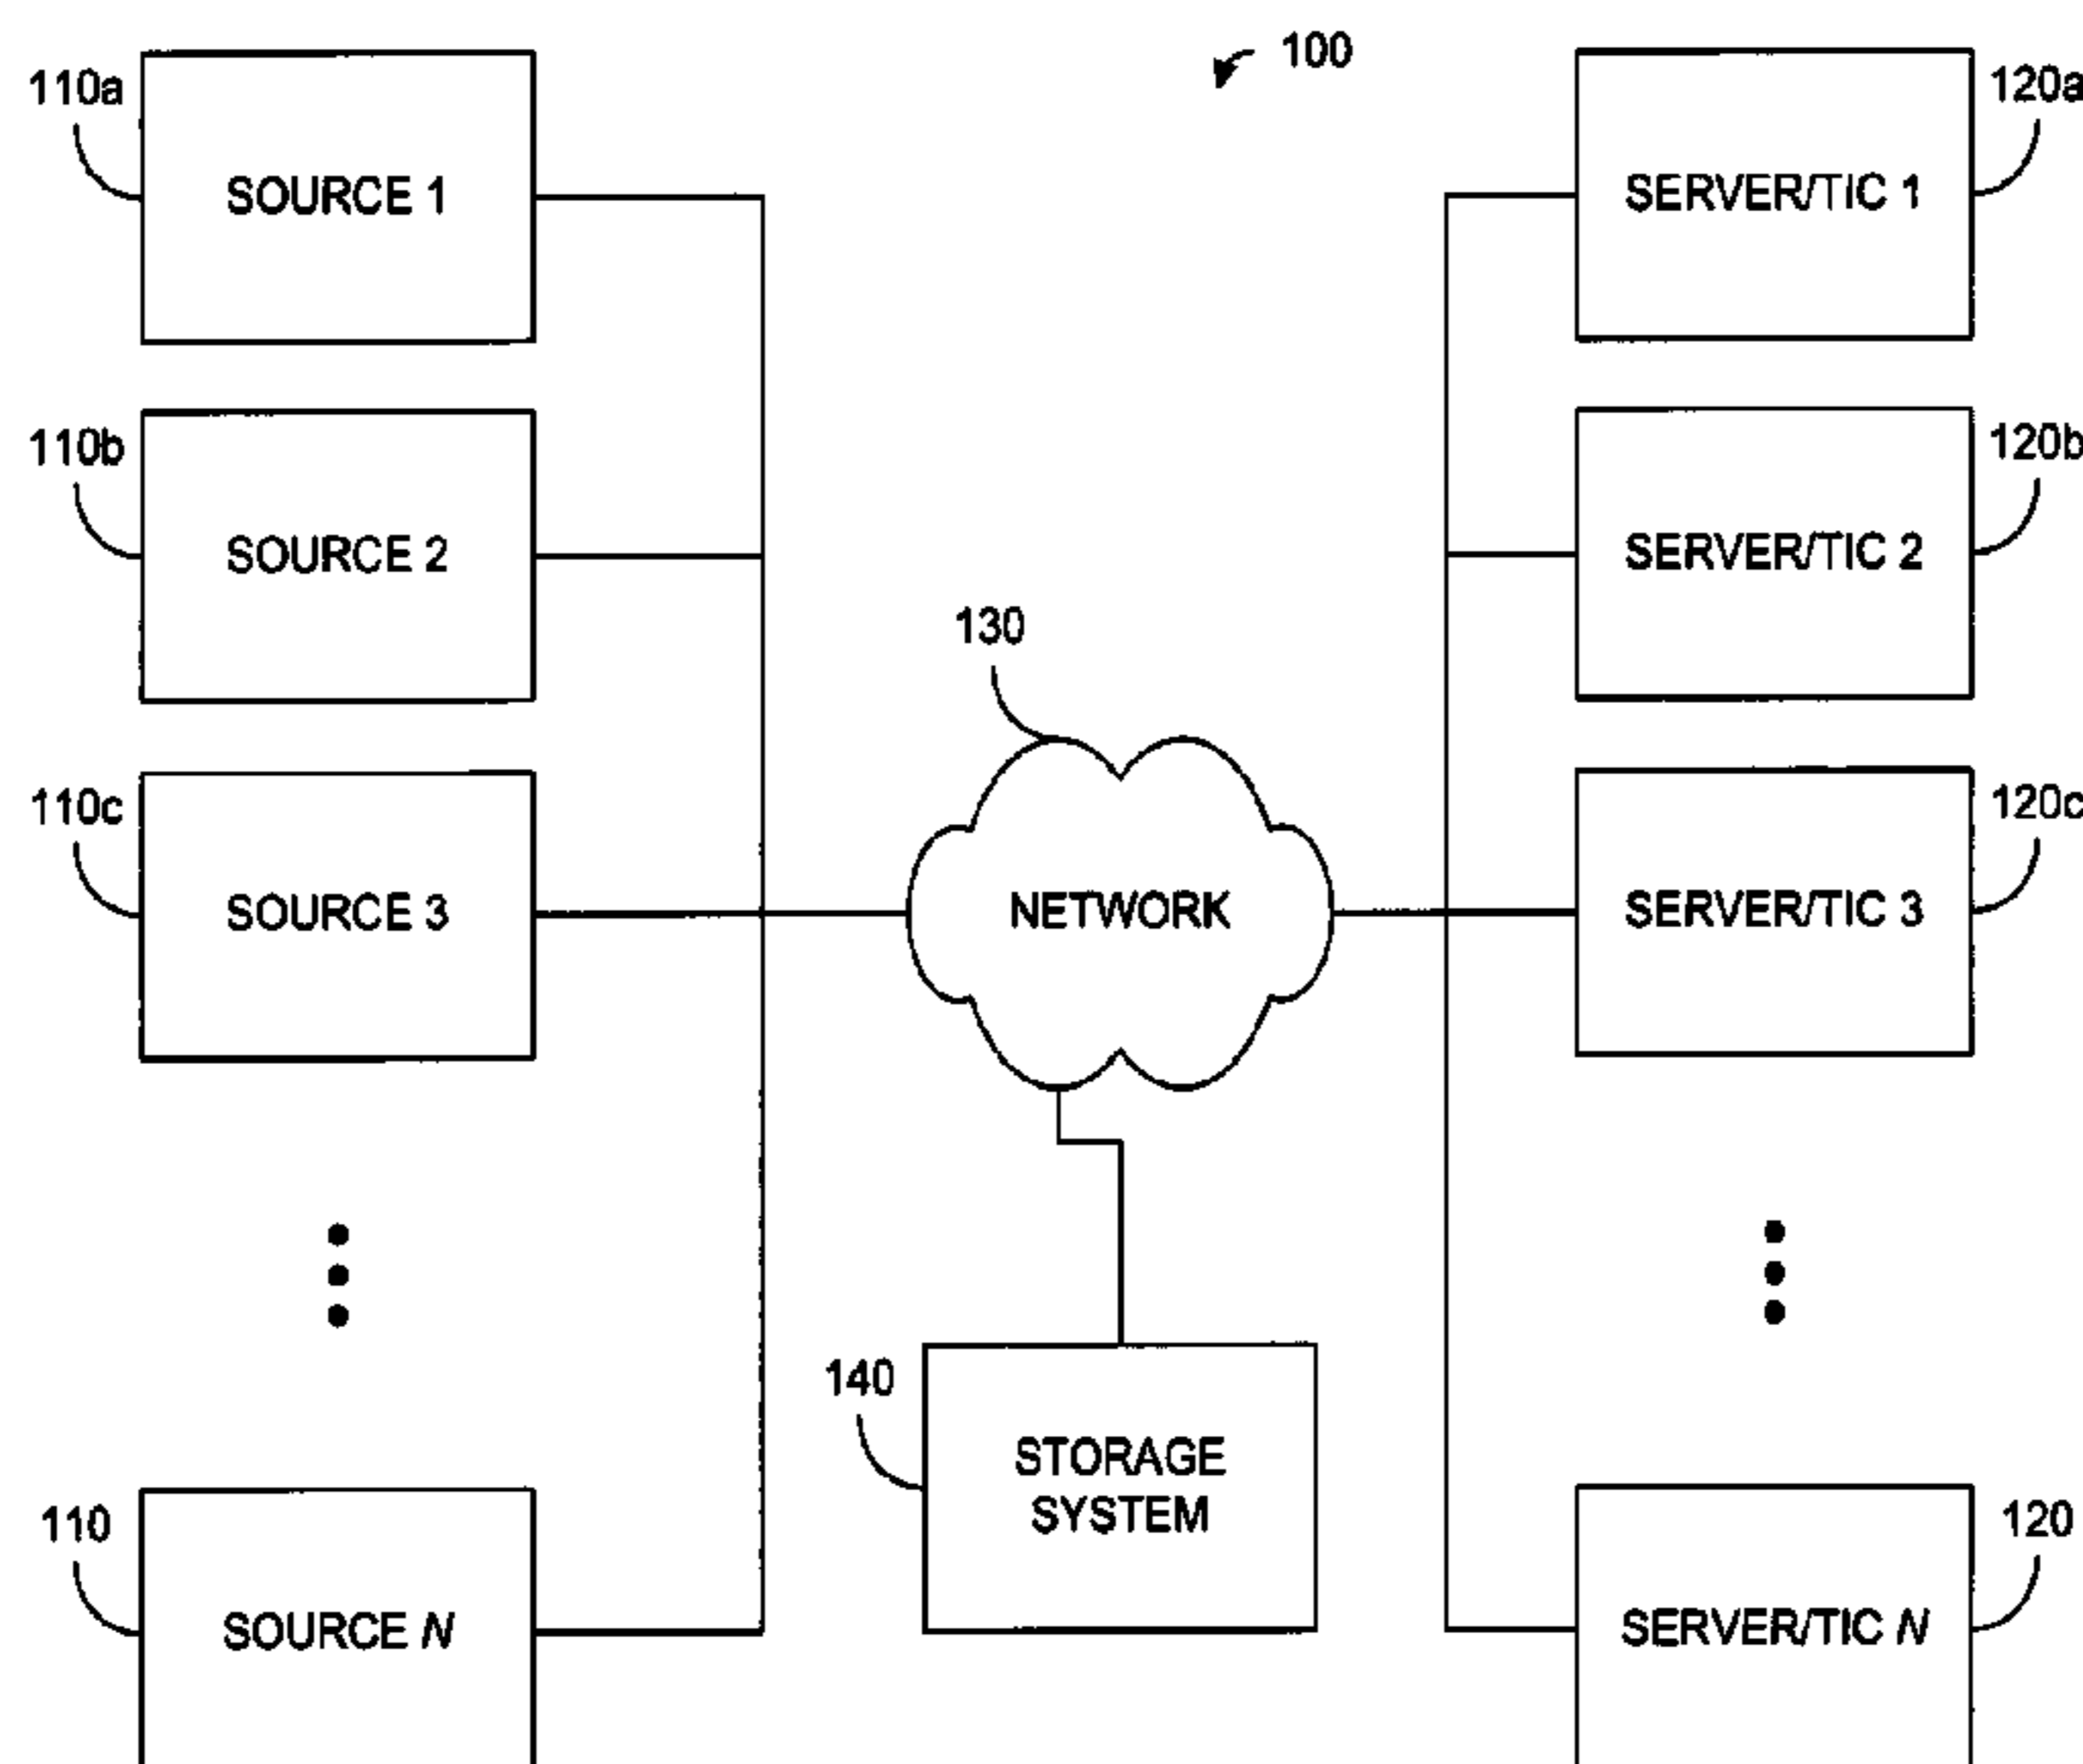 100
110a
SOURCE 1
120a
SERVER/TIC 1
110b
SOURCE 2
120b
SERVER/TIC 2
130
110c
SOURCE 3
NETWORK
120c
SERVER/TIC 3
140
STORAGE
SYSTEM
110
SOURCE N
120
SERVER/TIC N